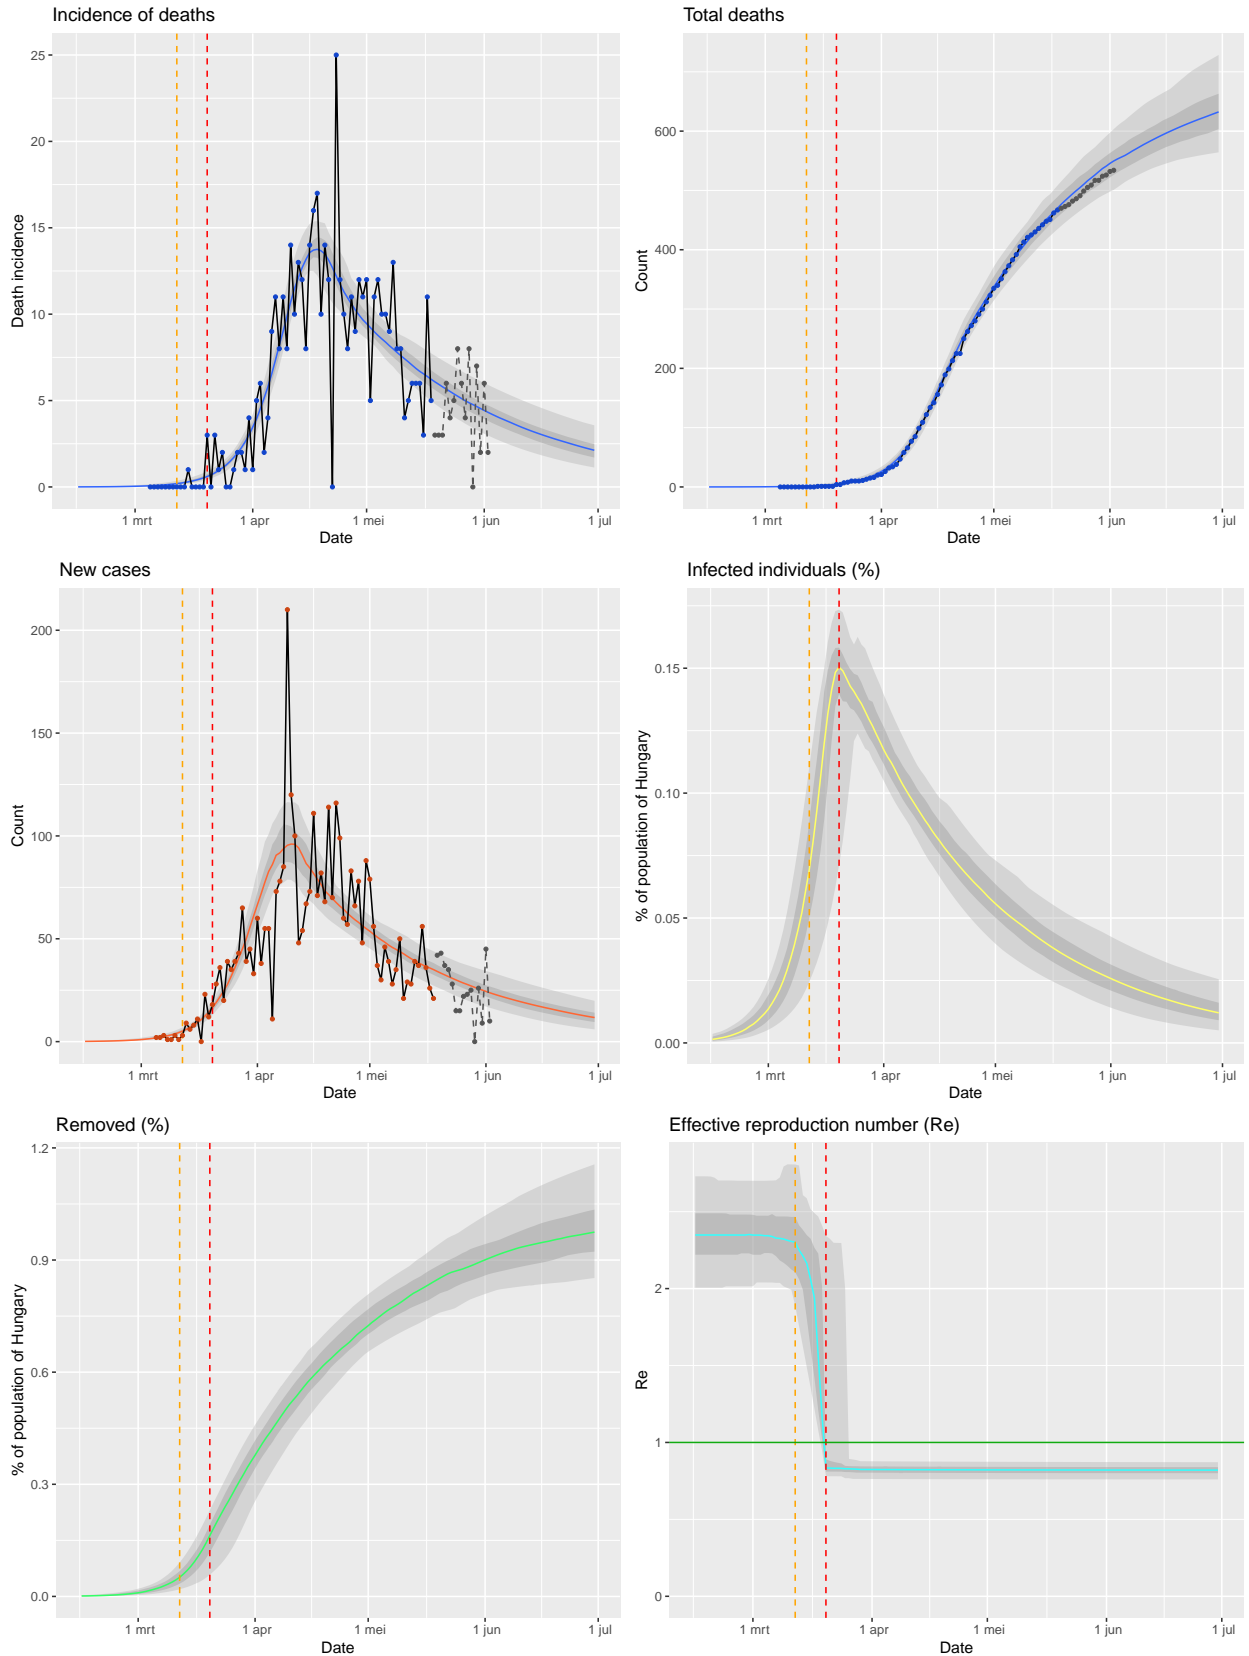 Incidence of deaths
25
20
15
10
5
0
Death incidence
1 mrt 1 apr 1 mei 1 jun 1 jul
Date
Total deaths
600
400
200
0
Count
1 mrt 1 apr 1 mei 1 jun 1 jul
Date
New cases
200
150
100
50
0
Count
1 mrt 1 apr 1 mei 1 jun 1 jul
Date
Infected individuals (%)
0.15
0.10
0.05
0.00
% of population of Hungary
1 mrt 1 apr 1 mei 1 jun 1 jul
Date
Removed (%)
1.2
0.9
0.6
0.3
0.0
% of population of Hungary
1 mrt 1 apr 1 mei 1 jun 1 jul
Date
Effective reproduction number (Re)
2
1
0
Re
1 mrt 1 apr 1 mei 1 jun 1 jul
Date